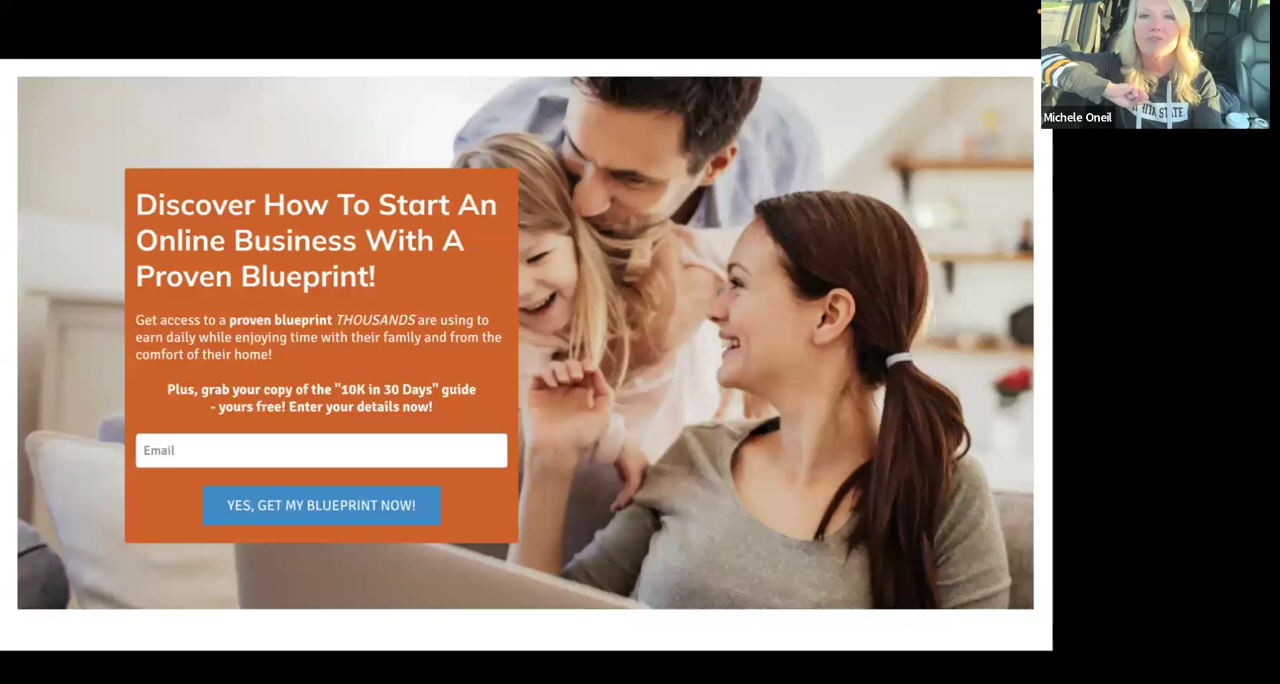 Michele Oneil
Discover How To Start An
Online Business With A
Proven Blueprint!
Get access to a proven blueprint THOUSANDS are using to
earn daily while enjoying time with their family and from the
comfort of their home!
Plus, grab your copy of the "10K in 30 Days" guide
- yours free! Enter your details now!
Email
YES, GET MY BLUEPRINT NOW!